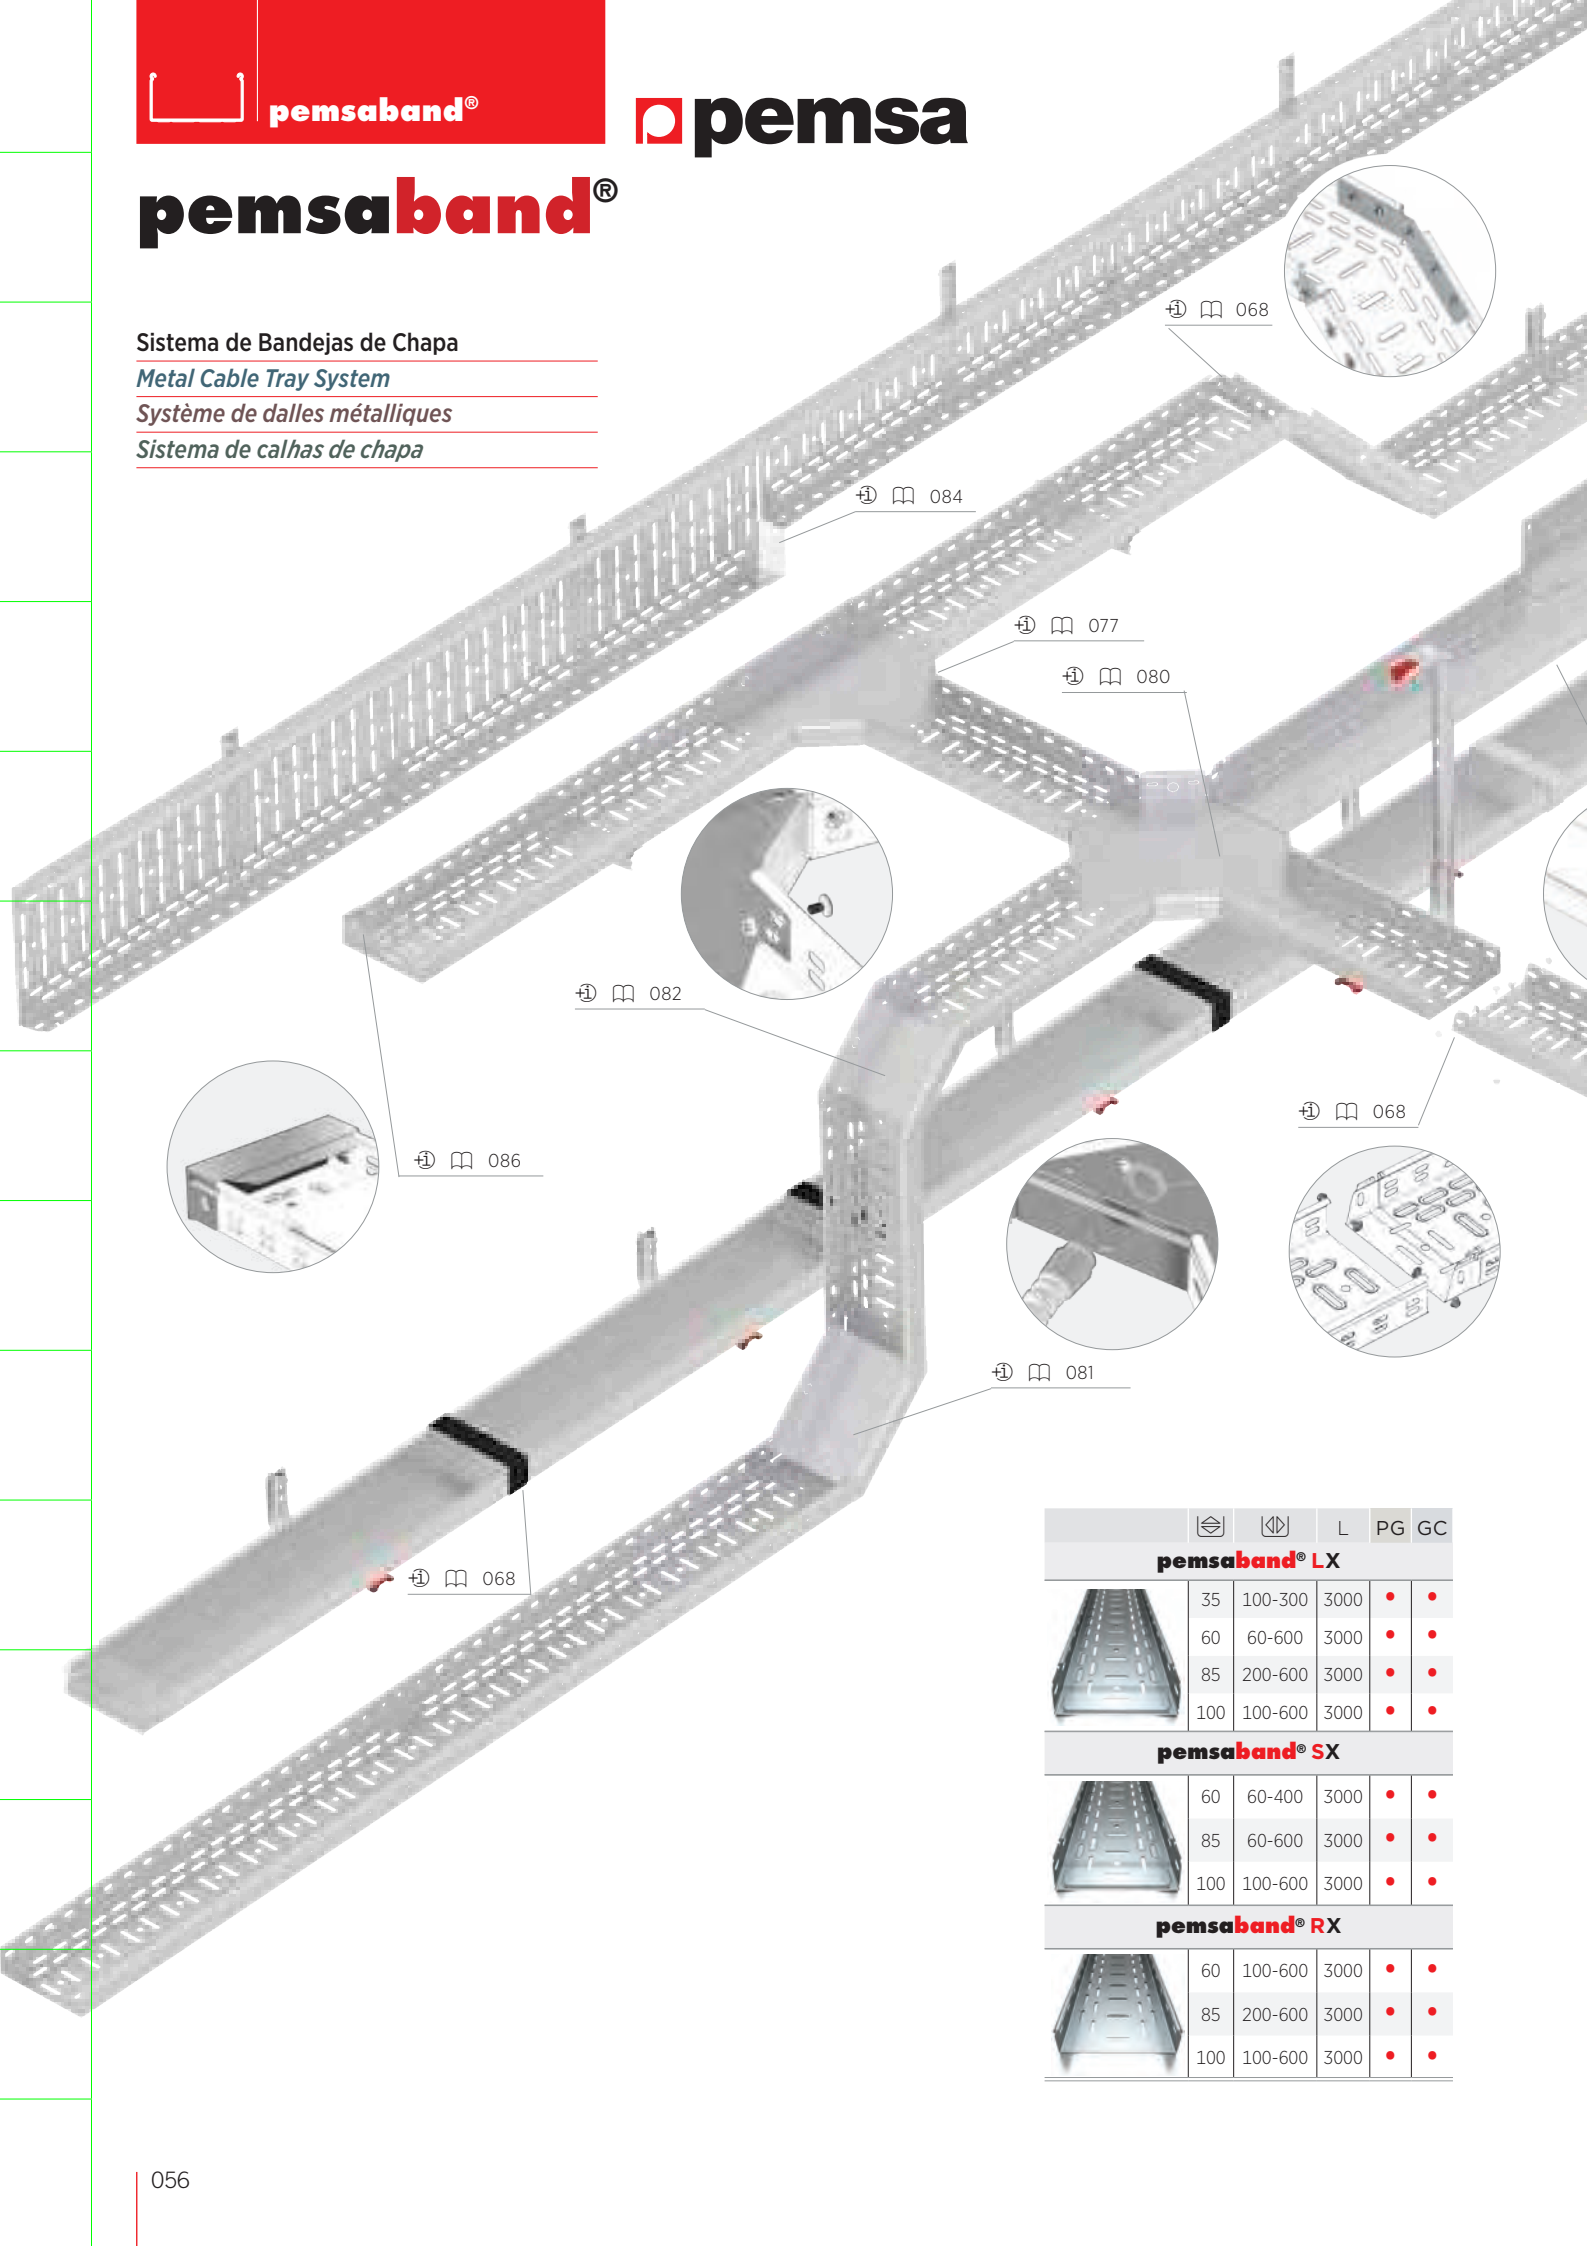 pemsaband®
pemsa
pemsaband®
Sistema de Bandejas de Chapa
Metal Cable Tray System
Système de dalles métalliques
Sistema de calhas de chapa
+i 068
+i 084
+i 077
+i 080
+i 082
+i 068
+i 086
+i 081
+i 068
L PG GC
pemsaband® LX
35 100-300 3000 • •
60 60-600 3000 • •
85 200-600 3000 • •
100 100-600 3000 • •
pemsaband® SX
60 60-400 3000 • •
85 60-600 3000 • •
100 100-600 3000 • •
pemsaband® RX
60 100-600 3000 • •
85 200-600 3000 • •
100 100-600 3000 • •
056